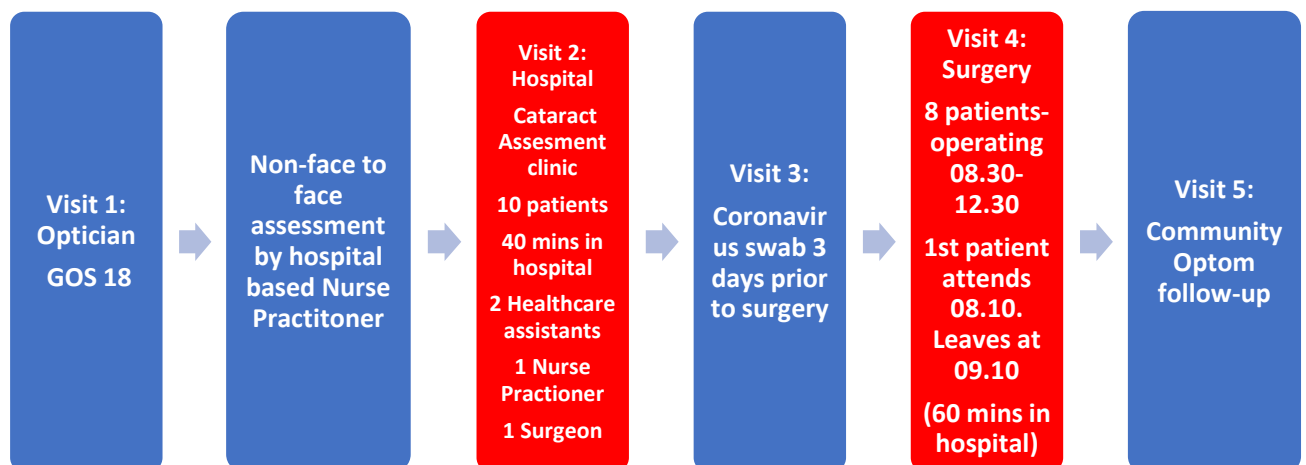 Visit 1:
Optician
GOS 18
Non-face to
face
assessment
by hospital
based Nurse
Practitoner
Visit 2:
Hospital
Cataract
Assesment
clinic
10 patients
40 mins in
hospital
2 Healthcare
assistants
1 Nurse
Practioner
1 Surgeon
Visit 3:
Coronavir
us swab 3
days prior
to surgery
Visit 4:
Surgery
8 patients-
operating
08.30-
12.30
1st patient
attends
08.10.
Leaves at
09.10
(60 mins in
hospital)
Visit 5:
Community
Optom
follow-up